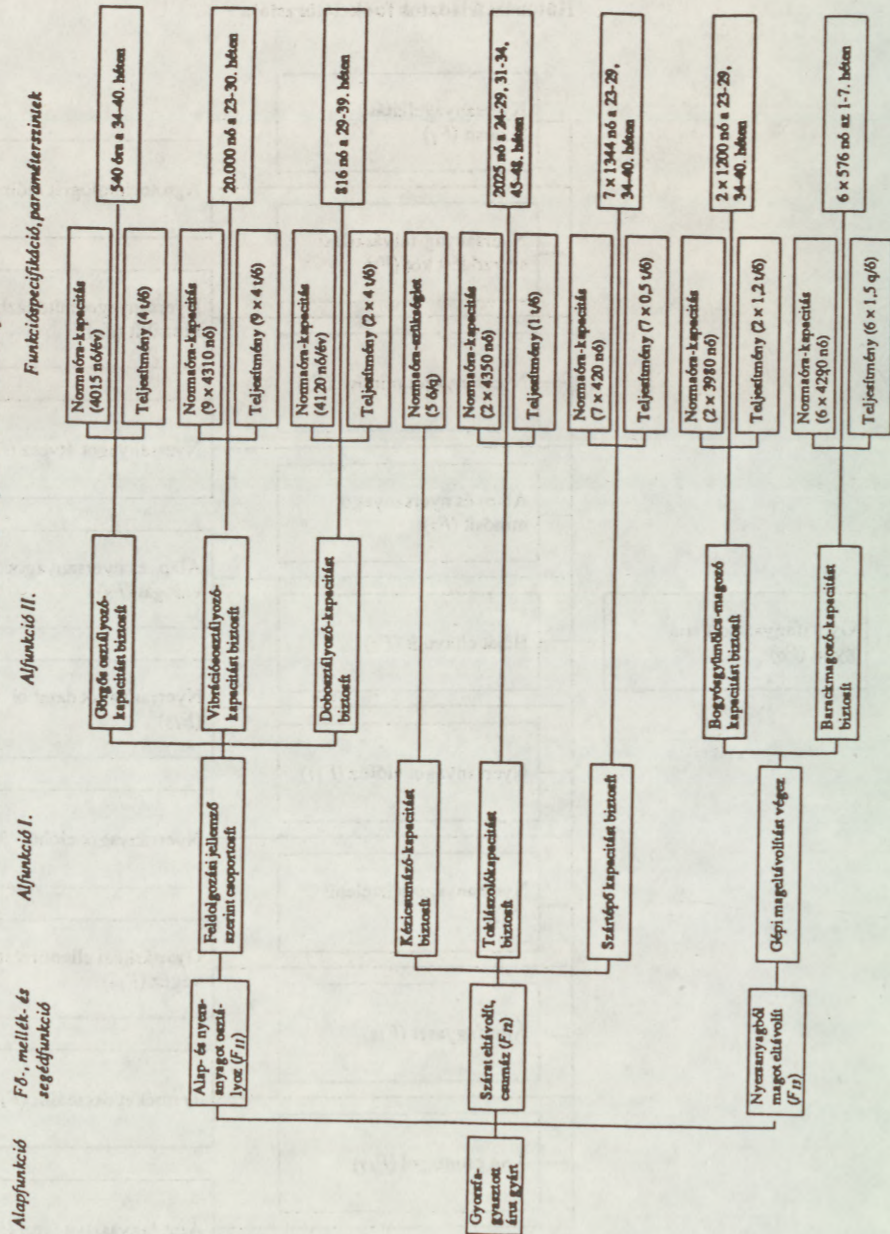 Alapfunkció
Fő-, mellék- és
segédfunkció
Alfunkció I.
Alfunkció II.
Funkcióspecifikáció, paraméterszintek
Gyorsfa-
gyasztott
árut gyárt
Alap- és nyers-
anyagot osztá-
lyoz (F11)
Feldolgozási jellemző
szerint csoportosít
Görgős osztályozó-
kapacitást biztosít
Normaóra-kapacitás
(4015 nó/év)
Teljesítmény (4 t/ó)
540 óra a 34-40. héten
Vibrációsosztályozó-
kapacitást biztosít
Normaóra-kapacitás
(9 × 4310 nó)
Teljesítmény (9 × 4 t/ó)
20.000 nó a 23-30. héten
Dobosztályozó-kapacitást
biztosít
Normaóra-kapacitás
(4120 nó/év)
Teljesítmény (2 × 4 t/ó)
816 nó a 29-39. héten
Szárat eltávolít,
csumáz (F12)
Kézicsumázó-kapacitást
biztosít
Normaóra-szükséglet
(5 ó/q)
Toklászolókapacitást
biztosít
Normaóra-kapacitás
(2 × 4350 nó)
Teljesítmény (1 t/ó)
2025 nó a 24-29, 31-34,
45-48. héten
Szártépő kapacitást biztosít
Normaóra-kapacitás
(7 × 420 nó)
Teljesítmény (7 × 0,5 t/ó)
7 × 1344 nó a 23-29,
34-40. héten
Nyersanyagból
magot eltávolít
Gépi mageltávolítást végez
Bogyósgyümölcs-magozó
kapacitást biztosít
Normaóra-kapacitás
(2 × 3980 nó)
Teljesítmény (2 × 1,2 t/ó)
2 × 1200 nó a 23-29,
34-40. héten
Barackmagozó-kapacitást
biztosít
Normaóra-kapacitás
(6 × 4290 nó)
Teljesítmény (6 × 1,5 q/ó)
6 × 576 nó az 1-7. héten